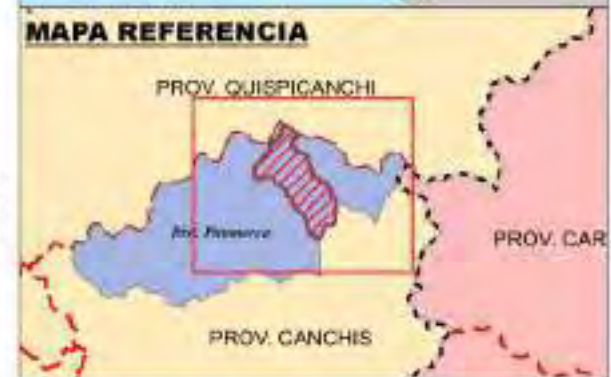 MAPA REFERENCIA
PROV. QUISPICANCHI
PROV. CAR
PROV. CANCHIS